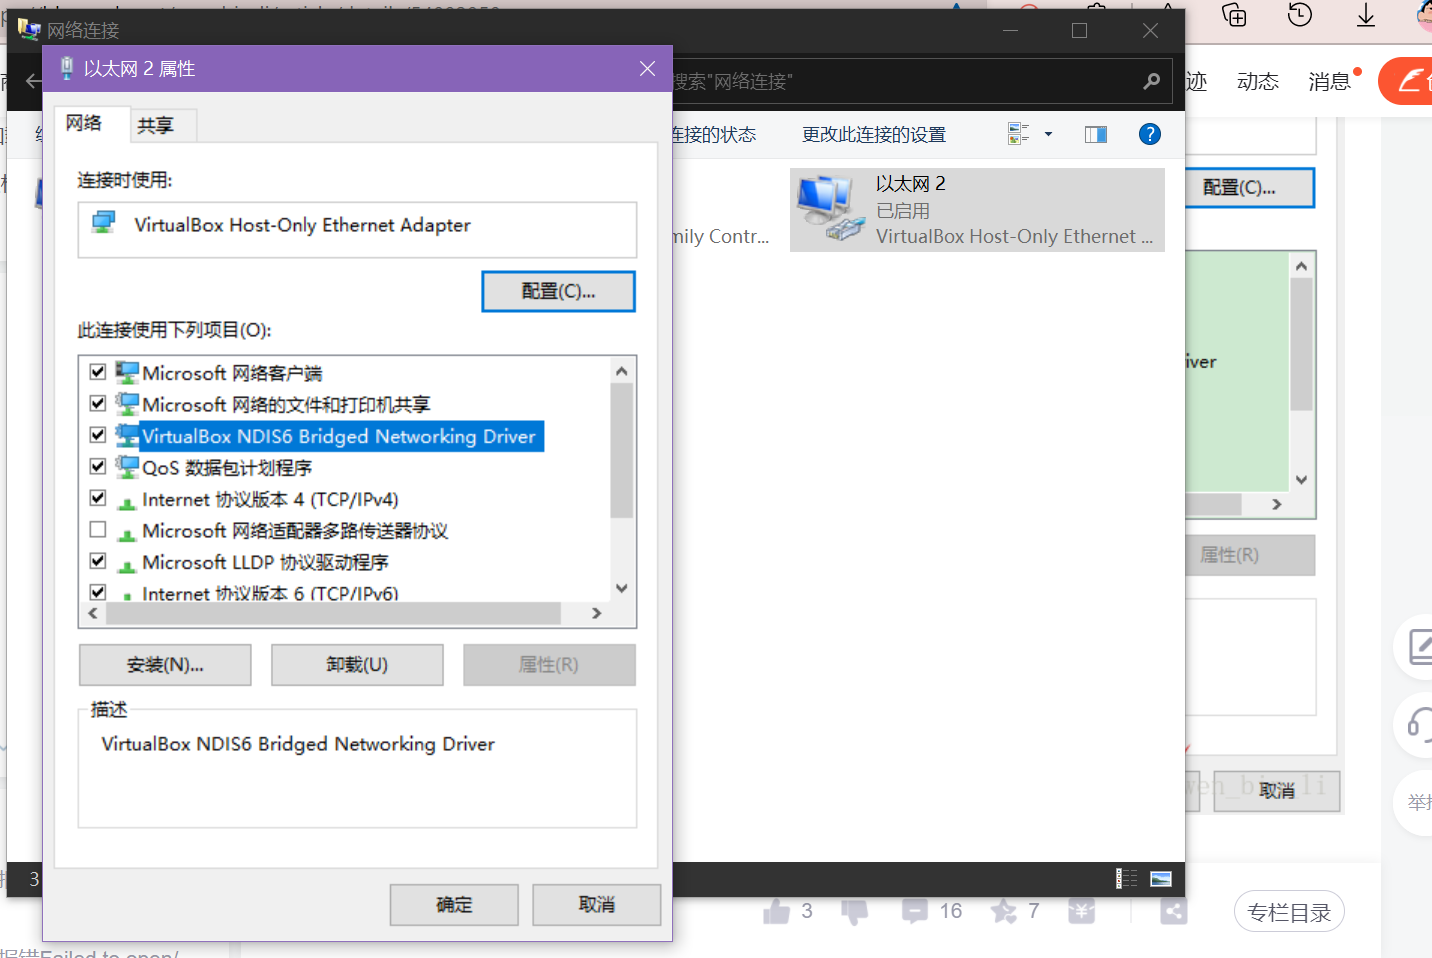 网络连接
以太网 2 属性
搜索"网络连接"
迹
动态
消息
网络
共享
连接的状态
更改此连接的设置
连接时使用:
VirtualBox Host-Only Ethernet Adapter
以太网 2
已启用
VirtualBox Host-Only Ethernet ...
mily Contr...
配置(C)...
配置(C)...
此连接使用下列项目(O):
Microsoft 网络客户端
Microsoft 网络的文件和打印机共享
VirtualBox NDIS6 Bridged Networking Driver
QoS 数据包计划程序
Internet 协议版本 4 (TCP/IPv4)
Microsoft 网络适配器多路传送器协议
Microsoft LLDP 协议驱动程序
Internet 协议版本 6 (TCP/IPv6)
iver
安装(N)...
卸载(U)
属性(R)
属性(R)
描述
VirtualBox NDIS6 Bridged Networking Driver
取消
举报
3
确定
取消
3
16
7
专栏目录
报错Failed to open/